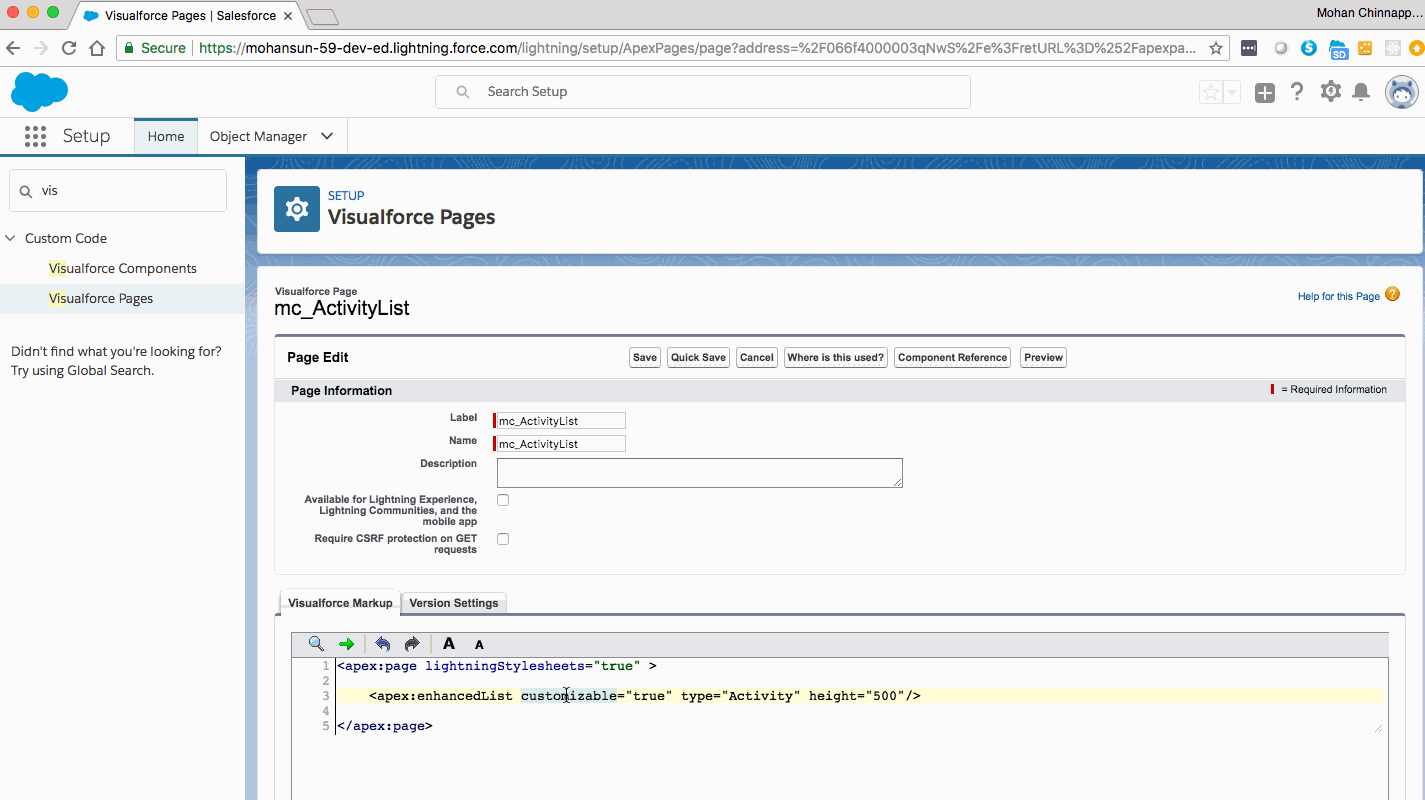 Visualforce Pages | Salesforce
Mohan Chinnapp...
Secure
https://mohansun-59-dev-ed.lightning.force.com/lightning/setup/ApexPages/page?address=%2F066f4000003qNwS%2Fe%3FretURL%3D%252Fapexpa...
SD
Search Setup
Setup
Home
Object Manager
vis
Custom Code
Visualforce Components
Visualforce Pages
Didn't find what you're looking for?
Try using Global Search.
SETUP
Visualforce Pages
Visualforce Page
mc_ActivityList
Help for this Page
Page Edit
Save
Quick Save
Cancel
Where is this used?
Component Reference
Preview
Page Information
= Required Information
Label
mc_ActivityList
Name
mc_ActivityList
Description
Available for Lightning Experience,
Lightning Communities, and the
mobile app
Require CSRF protection on GET
requests
Visualforce Markup
Version Settings
A
A
1 <apex:page lightningStylesheets="true" >
2
3 <apex:enhancedList customizable="true" type="Activity" height="500"/>
4
5 </apex:page>